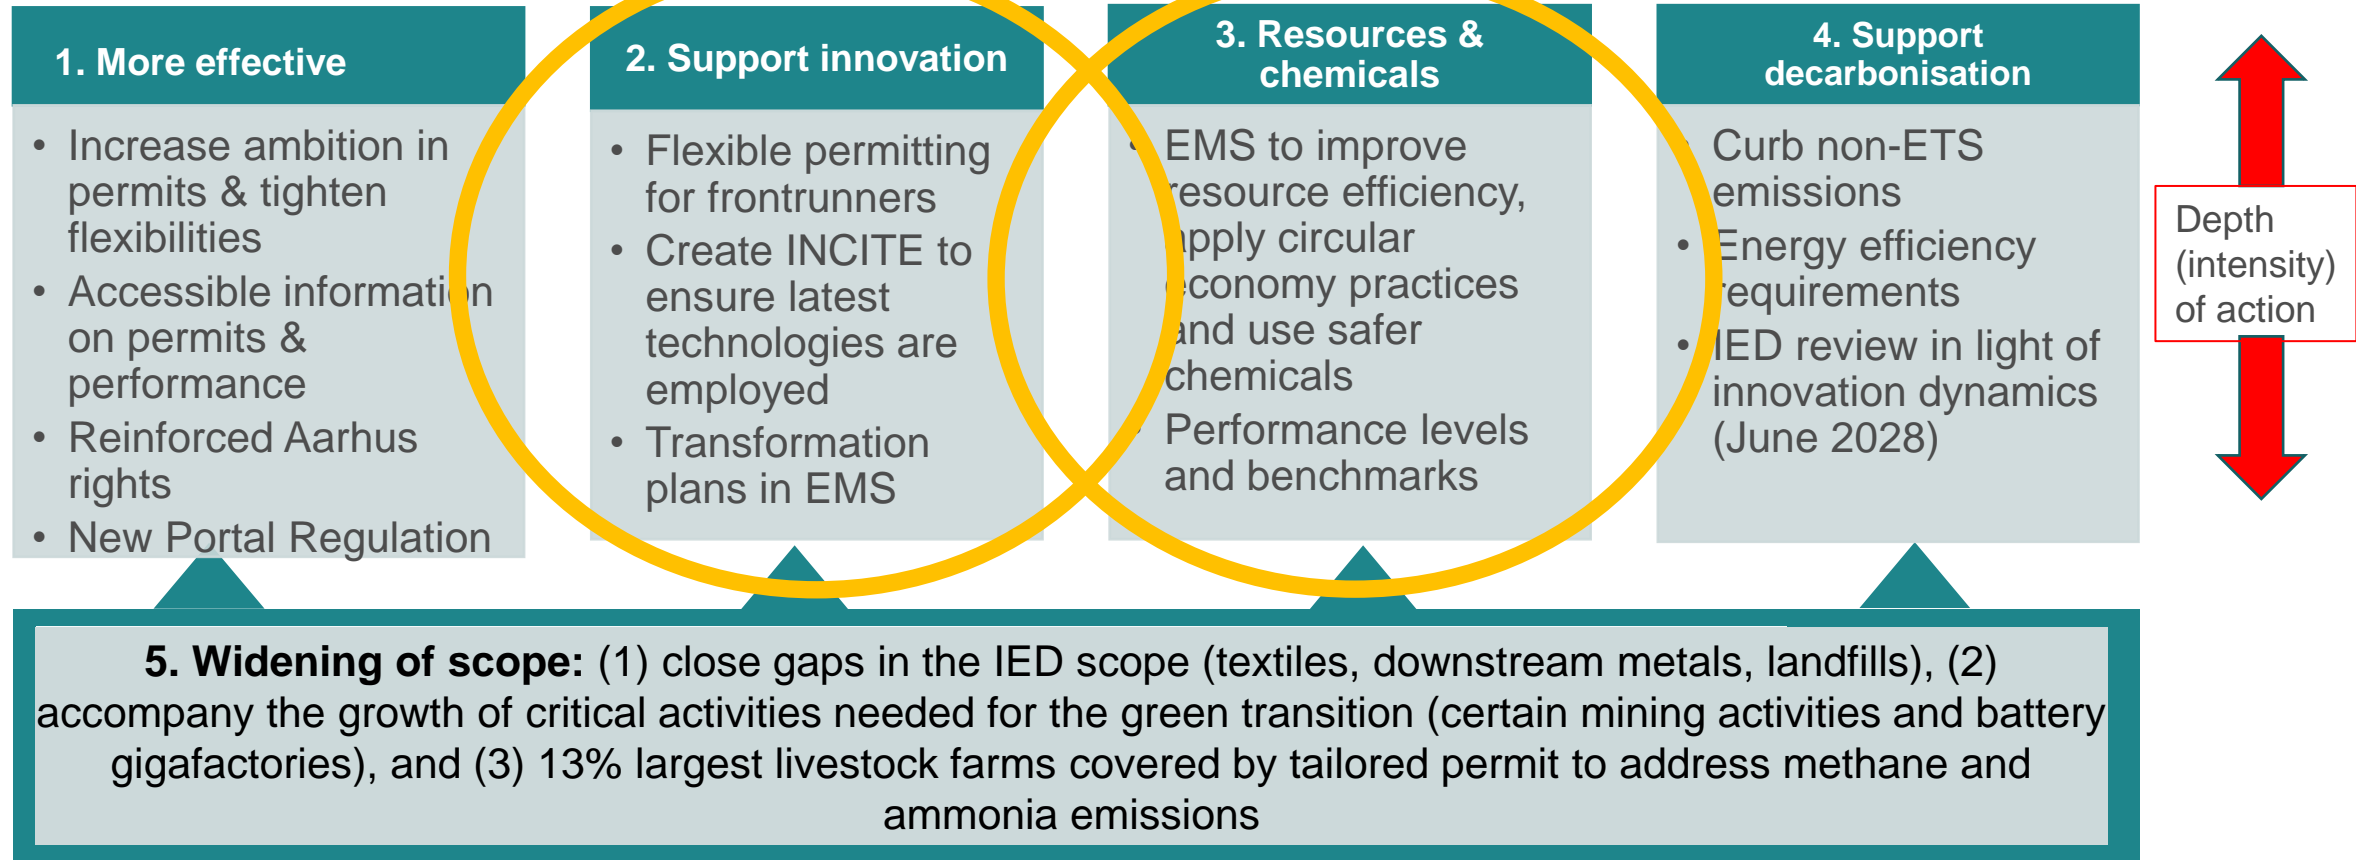 1. More effective
• Increase ambition in
permits & tighten
flexibilities
• Accessible information
on permits &
performance
• Reinforced Aarhus
rights
• New Portal Regulation
2. Support innovation
• Flexible permitting
for frontrunners
• Create INCITE to
ensure latest
technologies are
employed
• Transformation
plans in EMS
3. Resources &
chemicals
• EMS to improve
resource efficiency,
apply circular
economy practices
and use safer
chemicals
• Performance levels
and benchmarks
4. Support
decarbonisation
• Curb non-ETS
emissions
• Energy efficiency
requirements
• IED review in light of
innovation dynamics
(June 2028)
Depth
(intensity)
of action
5. Widening of scope: (1) close gaps in the IED scope (textiles, downstream metals, landfills), (2)
accompany the growth of critical activities needed for the green transition (certain mining activities and battery
gigafactories), and (3) 13% largest livestock farms covered by tailored permit to address methane and
ammonia emissions